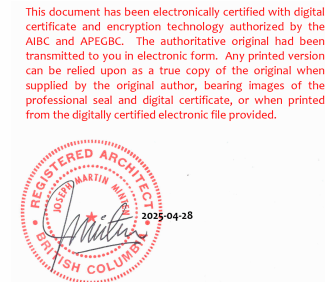 This document has been electronically certified with digital
certificate and encryption technology authorized by the
AIBC and APEGBC. The authoritative original had been
transmitted to you in electronic form. Any printed version
can be relied upon as a true copy of the original when
supplied by the original author, bearing images of the
professional seal and digital certificate, or when printed
from the digitally certified electronic file provided.
REGISTERED ARCHITECT
JOSEPH MARTIN
2025-04-28
BRITISH COLUMBIA